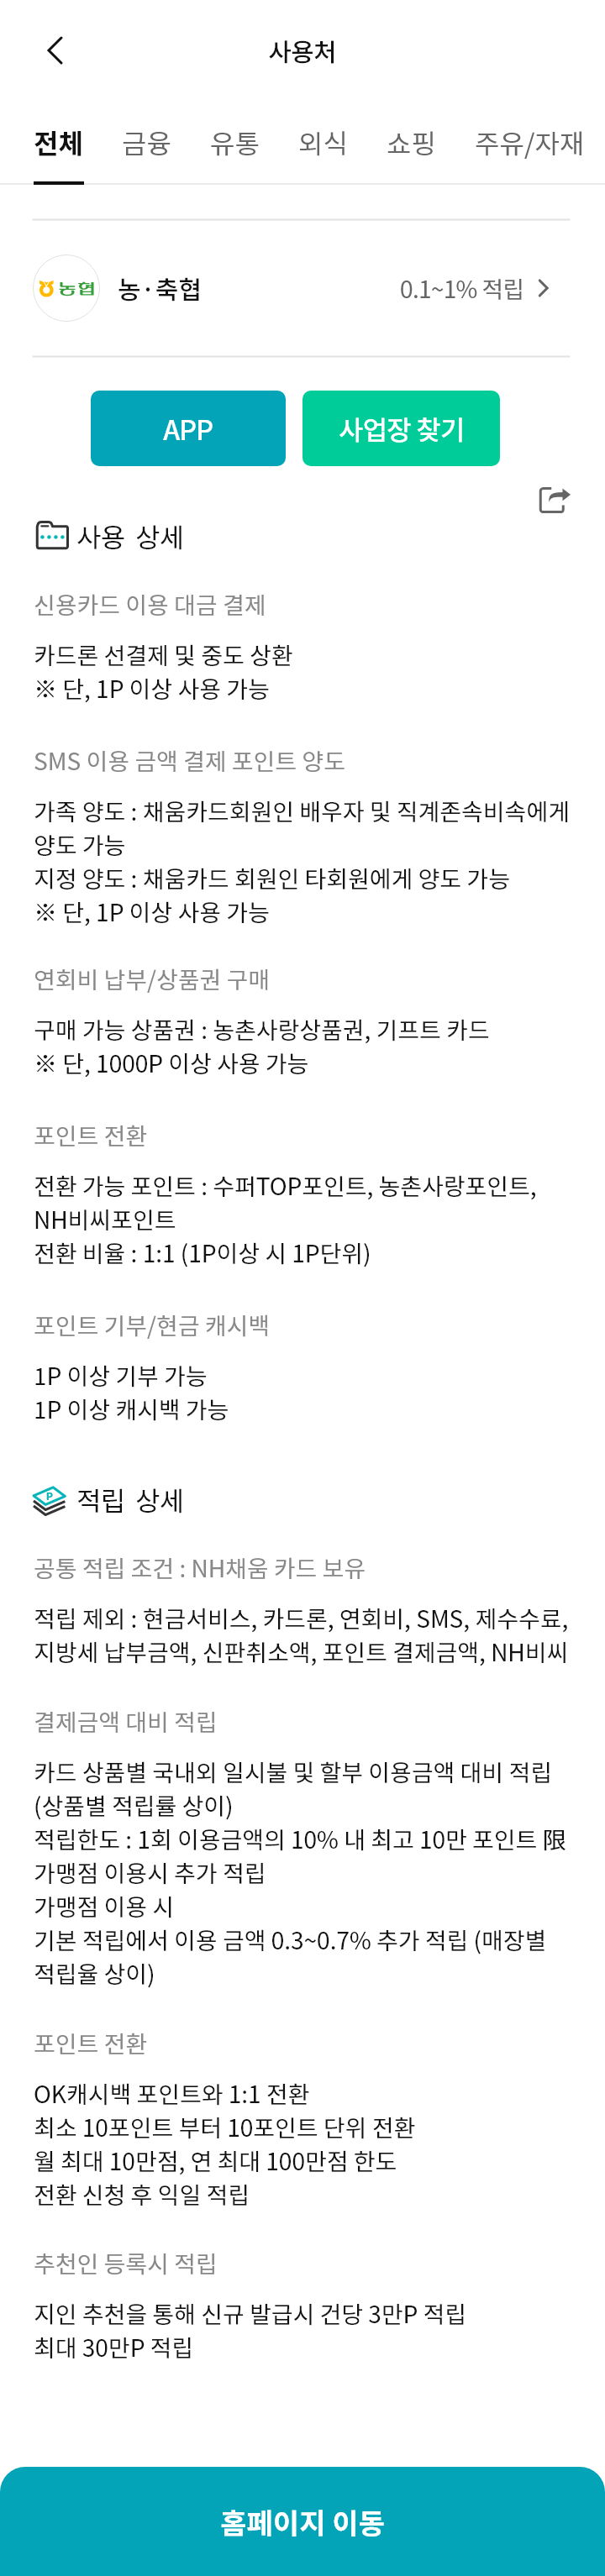 사용처
전체 금융 유통 외식 쇼핑 주유/자재
농협 농·축협 0.1~1% 적립
APP 사업장 찾기
사용 상세
신용카드 이용 대금 결제
카드론 선결제 및 중도 상환
※ 단, 1P 이상 사용 가능
SMS 이용 금액 결제 포인트 양도
가족 양도 : 채움카드회원인 배우자 및 직계존속비속에게
양도 가능
지정 양도 : 채움카드 회원인 타회원에게 양도 가능
※ 단, 1P 이상 사용 가능
연회비 납부/상품권 구매
구매 가능 상품권 : 농촌사랑상품권, 기프트 카드
※ 단, 1000P 이상 사용 가능
포인트 전환
전환 가능 포인트 : 수퍼TOP포인트, 농촌사랑포인트,
NH비씨포인트
전환 비율 : 1:1 (1P이상 시 1P단위)
포인트 기부/현금 캐시백
1P 이상 기부 가능
1P 이상 캐시백 가능
P 적립 상세
공통 적립 조건 : NH채움 카드 보유
적립 제외 : 현금서비스, 카드론, 연회비, SMS, 제수수료,
지방세 납부금액, 신판취소액, 포인트 결제금액, NH비씨
결제금액 대비 적립
카드 상품별 국내외 일시불 및 할부 이용금액 대비 적립
(상품별 적립률 상이)
적립한도 : 1회 이용금액의 10% 내 최고 10만 포인트 限
가맹점 이용시 추가 적립
가맹점 이용 시
기본 적립에서 이용 금액 0.3~0.7% 추가 적립 (매장별
적립율 상이)
포인트 전환
OK캐시백 포인트와 1:1 전환
최소 10포인트 부터 10포인트 단위 전환
월 최대 10만점, 연 최대 100만점 한도
전환 신청 후 익일 적립
추천인 등록시 적립
지인 추천을 통해 신규 발급시 건당 3만P 적립
최대 30만P 적립
홈페이지 이동